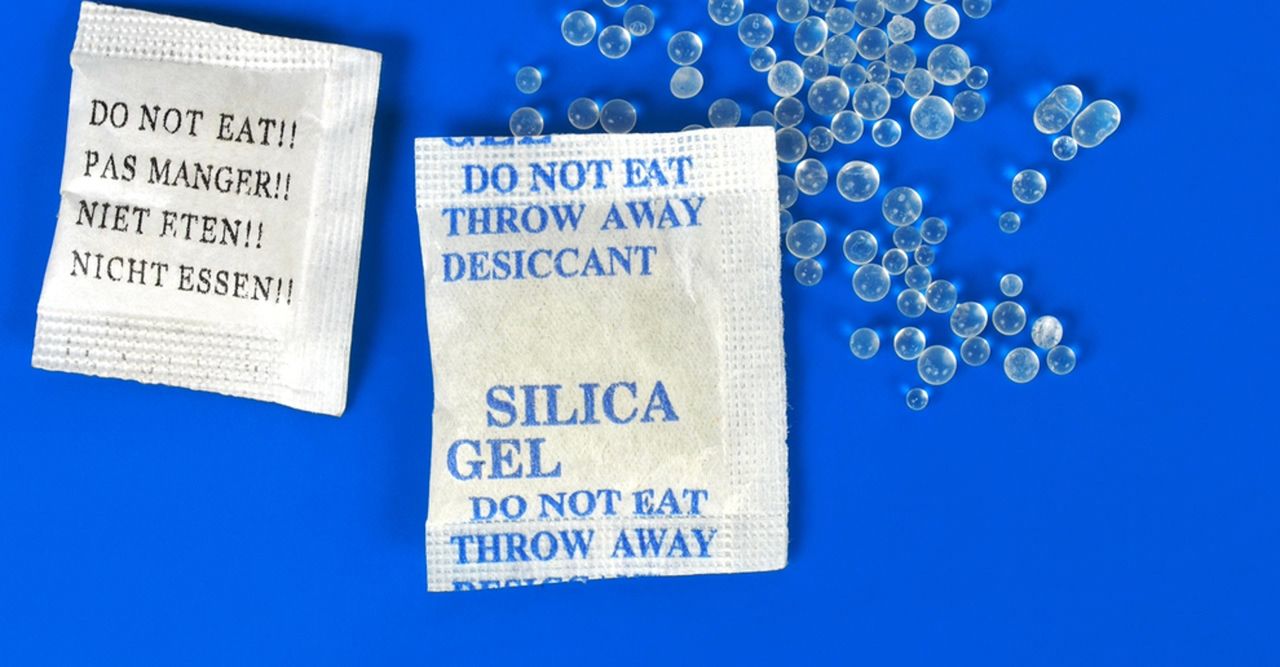 DO NOT EAT!!
PAS MANGER!!
NIET ETEN!!
NICHT ESSEN!!
GEL
DO NOT EAT
THROW AWAY
DESICCANT
SILICA
GEL
DO NOT EAT
THROW AWAY